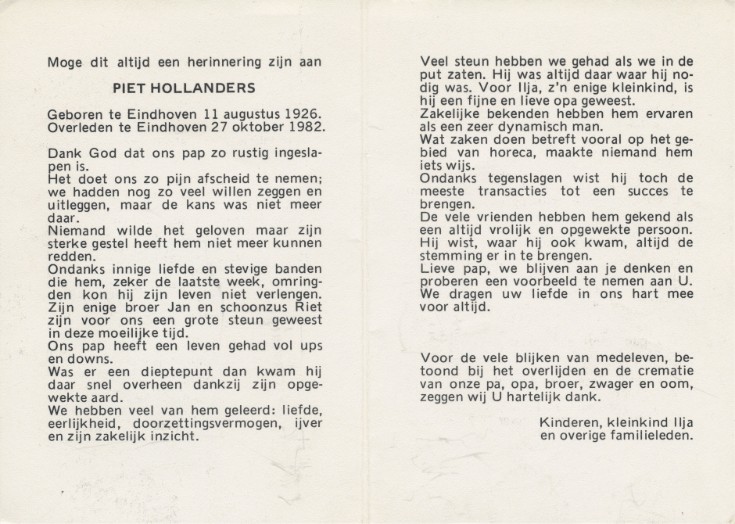 Moge dit altijd een herinnering zijn aan
PIET HOLLANDERS
Geboren te Eindhoven 11 augustus 1926.
Overleden te Eindhoven 27 oktober 1982.
Dank God dat ons pap zo rustig ingesla-
pen is.
Het doet ons zo pijn afscheid te nemen;
we hadden nog zo veel willen zeggen en
uitleggen, maar de kans was niet meer
daar.
Niemand wilde het geloven maar zijn
sterke gestel heeft hem niet meer kunnen
redden.
Ondanks innige liefde en stevige banden
die hem, zeker de laatste week, omring-
den kon hij zijn leven niet verlengen.
Zijn enige broer Jan en schoonzus Riet
zijn voor ons een grote steun geweest
in deze moeilijke tijd.
Ons pap heeft een leven gehad vol ups
en downs.
Was er een dieptepunt dan kwam hij
daar snel overheen dankzij zijn opge-
wekte aard.
We hebben veel van hem geleerd: liefde,
eerlijkheid, doorzettingsvermogen, ijver
en zijn zakelijk inzicht.
Veel steun hebben we gehad als we in de
put zaten. Hij was altijd daar waar hij no-
dig was. Voor Ilja, z'n enige kleinkind, is
hij een fijne en lieve opa geweest.
Zakelijke bekenden hebben hem ervaren
als een zeer dynamisch man.
Wat zaken doen betreft vooral op het ge-
bied van horeca, maakte niemand hem
iets wijs.
Ondanks tegenslagen wist hij toch de
meeste transacties tot een succes te
brengen.
De vele vrienden hebben hem gekend als
een altijd vrolijk en opgewekte persoon.
Hij wist, waar hij ook kwam, altijd de
stemming er in te brengen.
Lieve pap, we blijven aan je denken en
proberen een voorbeeld te nemen aan U.
We dragen uw liefde in ons hart mee
voor altijd.
Voor de vele blijken van medeleven, be-
toond bij het overlijden en de crematie
van onze pa, opa, broer, zwager en oom,
zeggen wij U hartelijk dank.
Kinderen, kleinkind Ilja
en overige familieleden.